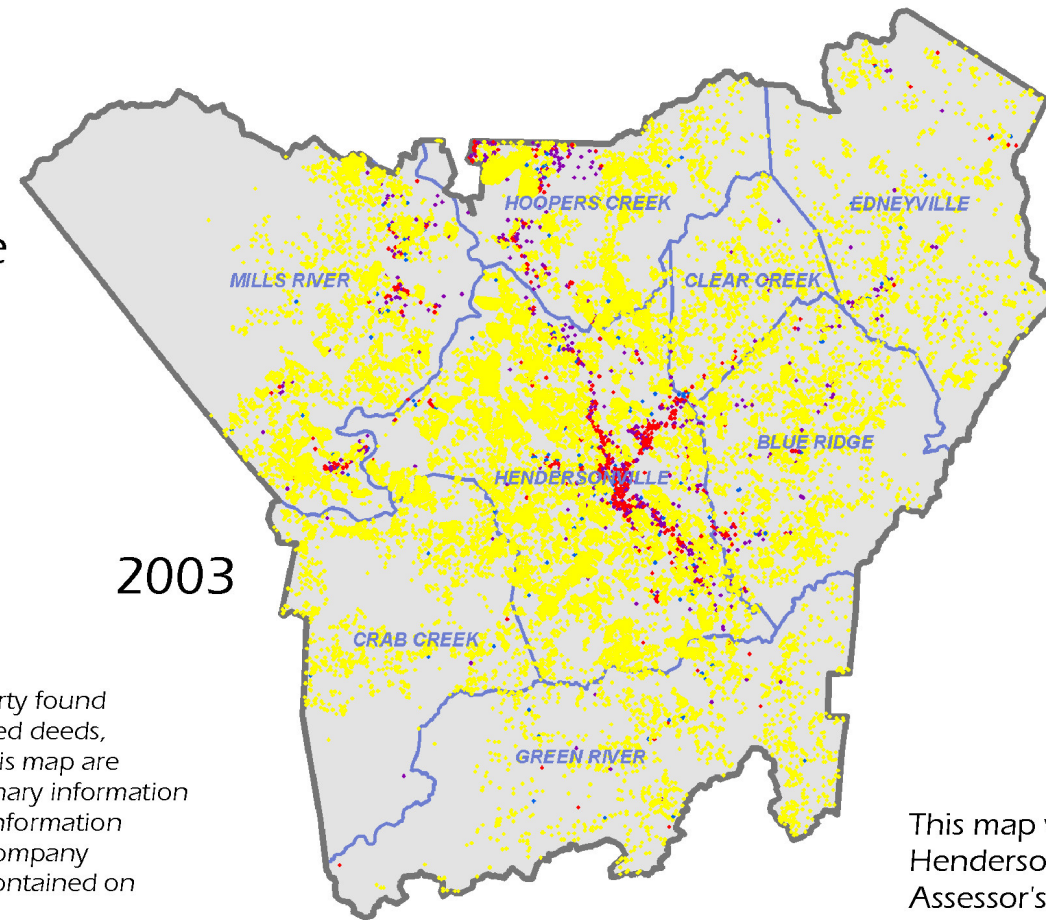 HOOPERS CREEK
EDNEYVILLE
e
MILLS RIVER
CLEAR CREEK
BLUE RIDGE
HENDERSONVILLE
2003
CRAB CREEK
rty found
ed deeds,
is map are
nary information
nformation
ompany
ontained on
GREEN RIVER
This map w
Henderso
Assessor's